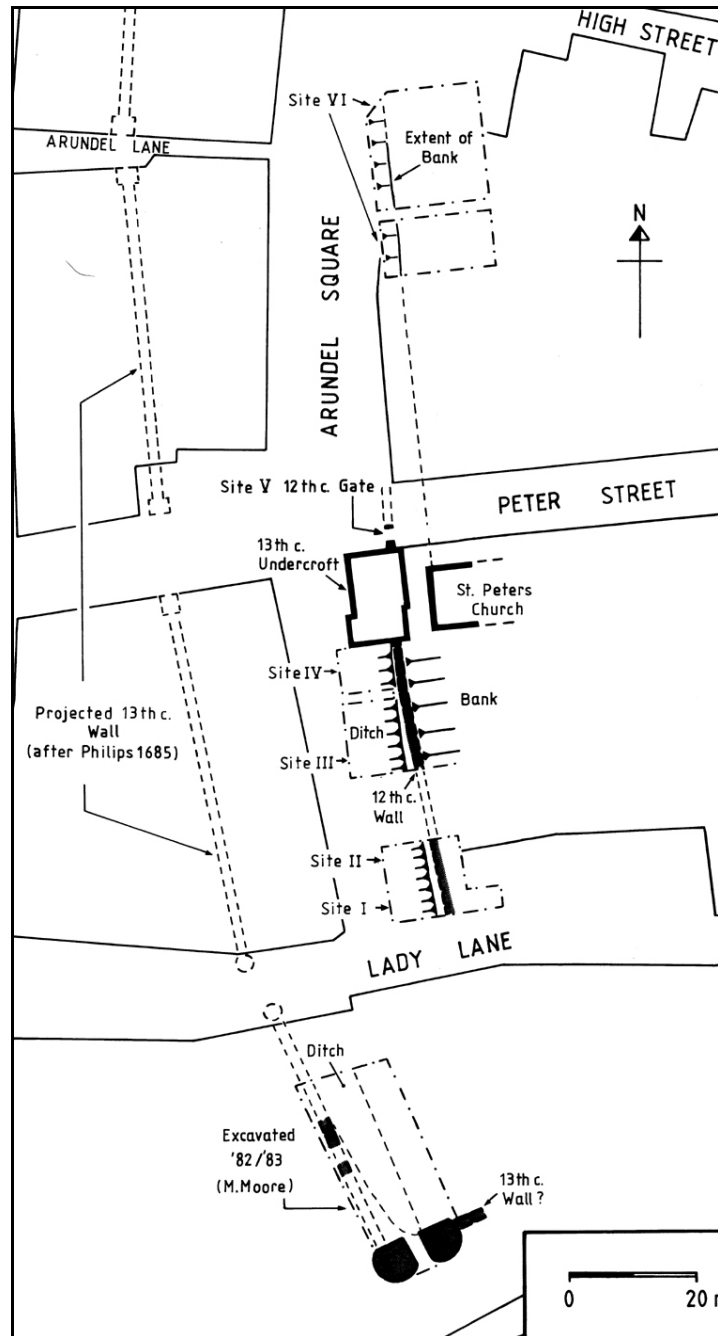 HIGH STREET
Site VI
Extent of
Bank
ARUNDEL LANE
N
ARUNDEL SQUARE
Site V 12th c. Gate
PETER STREET
13th c.
Undercroft
St. Peters
Church
Site IV
Bank
Projected 13th c.
Wall
(after Philips 1685)
Ditch
Site III
12th c.
Wall
Site II
Site I
LADY LANE
Ditch
Excavated
'82/'83
(M.Moore)
13th c.
Wall ?
0 20 m